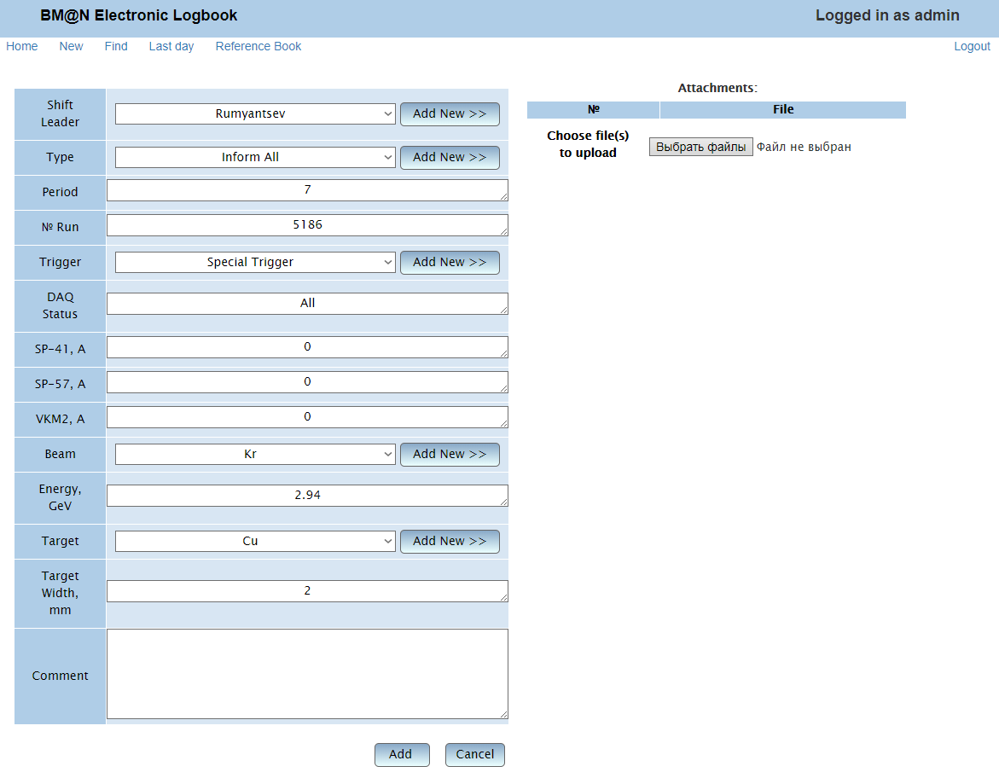 BM@N Electronic Logbook
Logged in as admin
Home New Find Last day Reference Book Logout
Shift
Leader
Rumyantsev
Add New >>
Type
Inform All
Add New >>
Period
7
№ Run
5186
Trigger
Special Trigger
Add New >>
DAQ
Status
All
SP-41, A
0
SP-57, A
0
VKM2, A
0
Beam
Kr
Add New >>
Energy,
GeV
2.94
Target
Cu
Add New >>
Target
Width,
mm
2
Comment
Add
Cancel
Attachments:
№ File
Choose file(s)
to upload
Выбрать файлы Файл не выбран